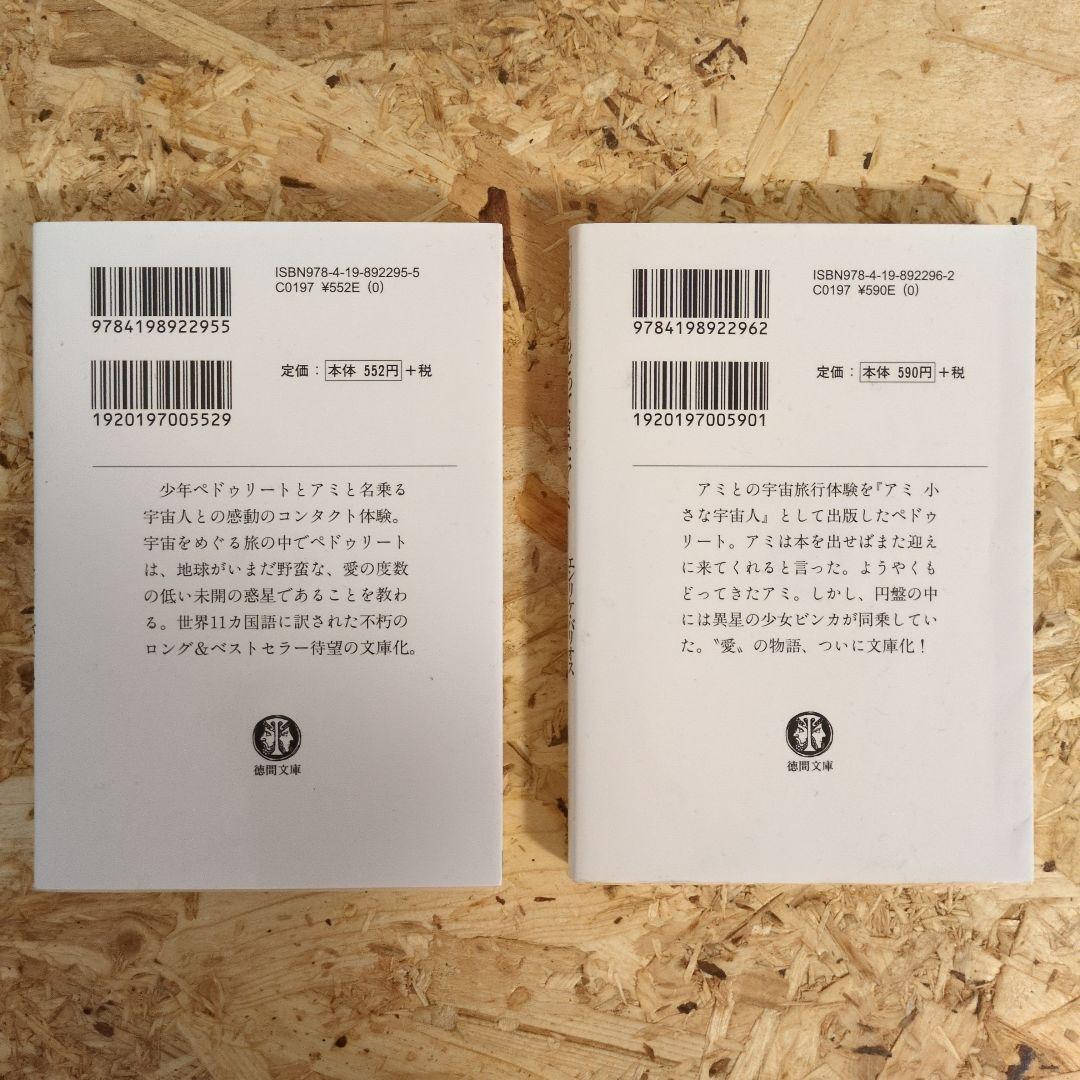 ISBN978-4-19-892295-5
C0197 ¥552E (0)
9784198922955
定価：本体 552円＋税
1920197005529
少年ペドゥリートとアミと名乗る
宇宙人との感動のコンタクト体験。
宇宙をめぐる旅の中でペドゥリート
は、地球がいまだ野蛮な、愛の度数
の低い未開の惑星であることを教わ
る。世界11カ国語に訳された不朽の
ロング＆ベストセラー待望の文庫化。
徳間文庫
ISBN978-4-19-892296-2
C0197 ¥590E (0)
9784198922962
定価：本体 590円＋税
1920197005901
アミとの宇宙旅行体験を『アミ 小
さな宇宙人』として出版したペドゥ
リート。アミは本を出せばまた迎え
に来てくれると言った。ようやくも
どってきたアミ。しかし、円盤の中
には異星の少女ビンカが同乗してい
た。〝愛〟の物語、ついに文庫化！
徳間文庫
エンリケ・バリオス